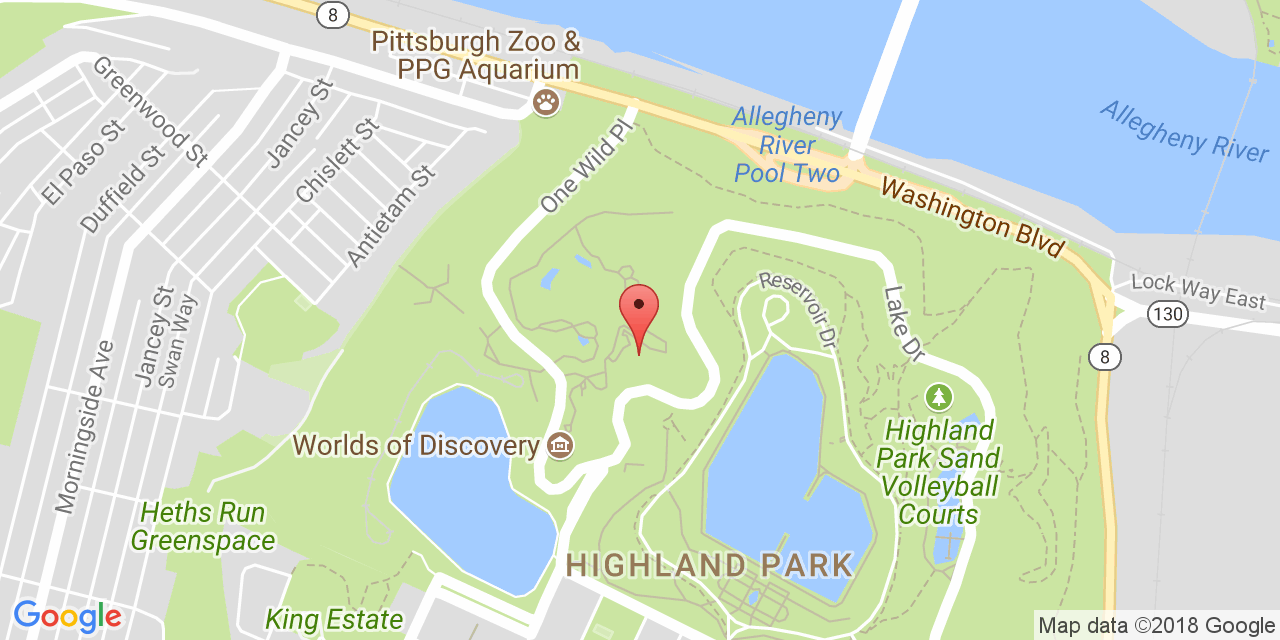 8
Pittsburgh Zoo &
PPG Aquarium
Greenwood St
El Paso St
Duffield St
Jancey St
Chislett St
Antietam St
One Wild Pl
Allegheny
River
Pool Two
Allegheny River
Washington Blvd
Lock Way East
130
8
Reservoir Dr
Lake Dr
Jancey St
Swan Way
Morningside Ave
Worlds of Discovery
Highland
Park Sand
Volleyball
Courts
Heths Run
Greenspace
HIGHLAND PARK
King Estate
Google
Map data ©2018 Google